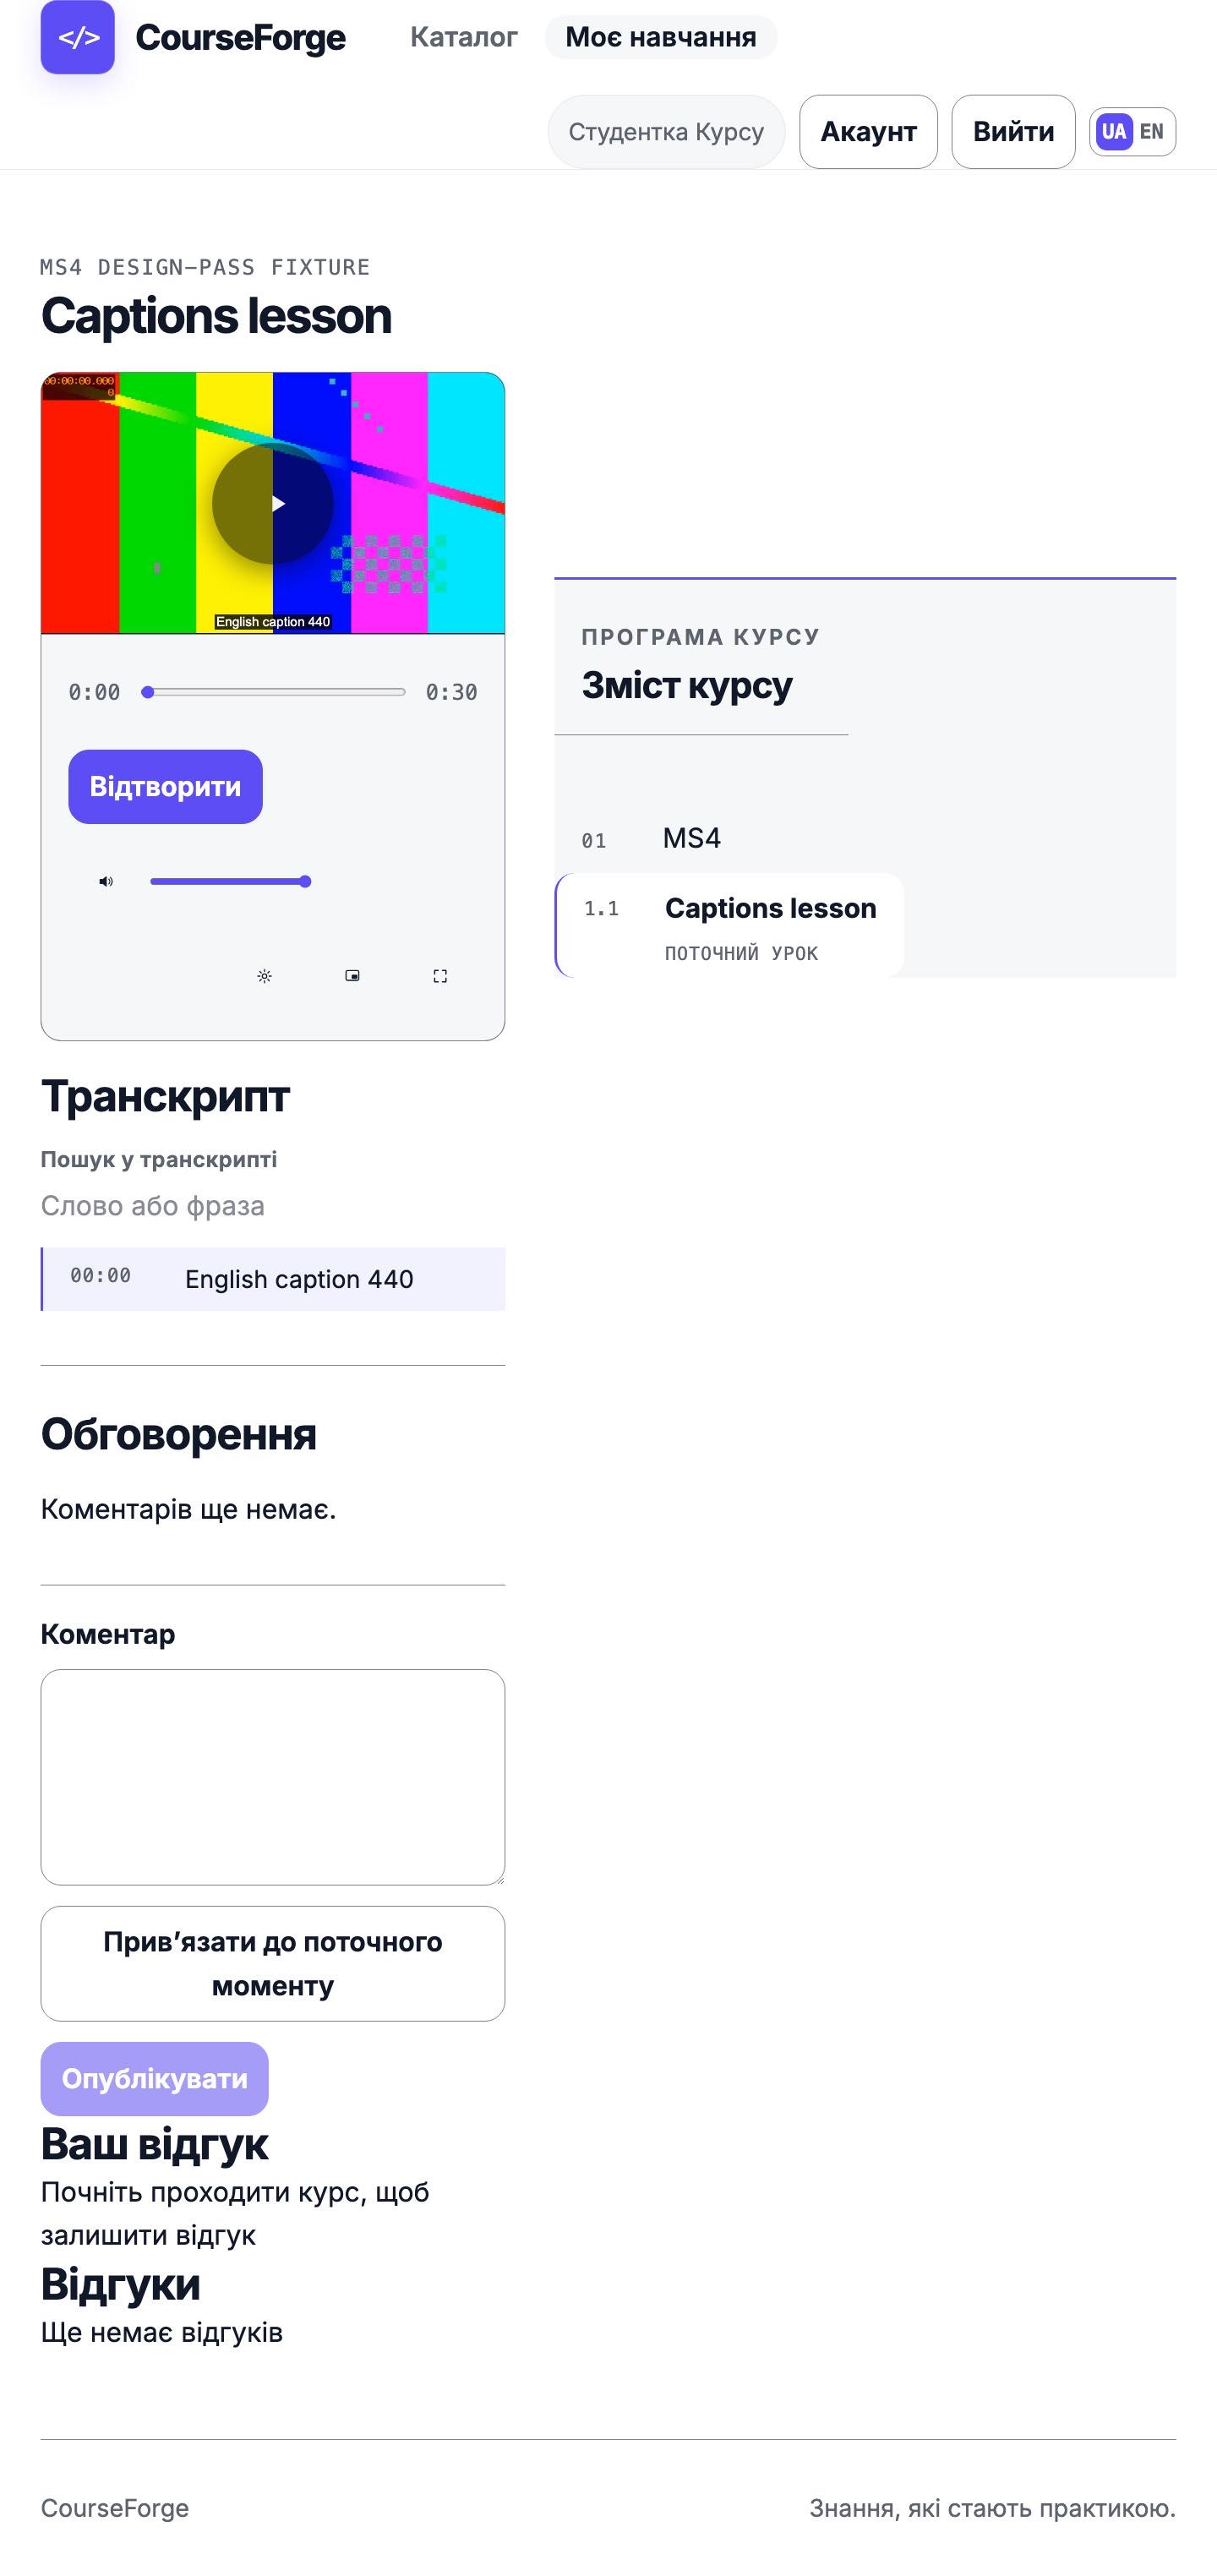 </>
CourseForge
Каталог
Моє навчання
Студентка Курсу
Акаунт
Вийти
UA EN
MS4 DESIGN-PASS FIXTURE
Captions lesson
00:00:00.000
0
English caption 440
0:00
0:30
Відтворити
ПРОГРАМА КУРСУ
Зміст курсу
01 MS4
1.1 Captions lesson
ПОТОЧНИЙ УРОК
Транскрипт
Пошук у транскрипті
Слово або фраза
00:00 English caption 440
Обговорення
Коментарів ще немає.
Коментар
Прив’язати до поточного
моменту
Опублікувати
Ваш відгук
Почніть проходити курс, щоб
залишити відгук
Відгуки
Ще немає відгуків
CourseForge
Знання, які стають практикою.